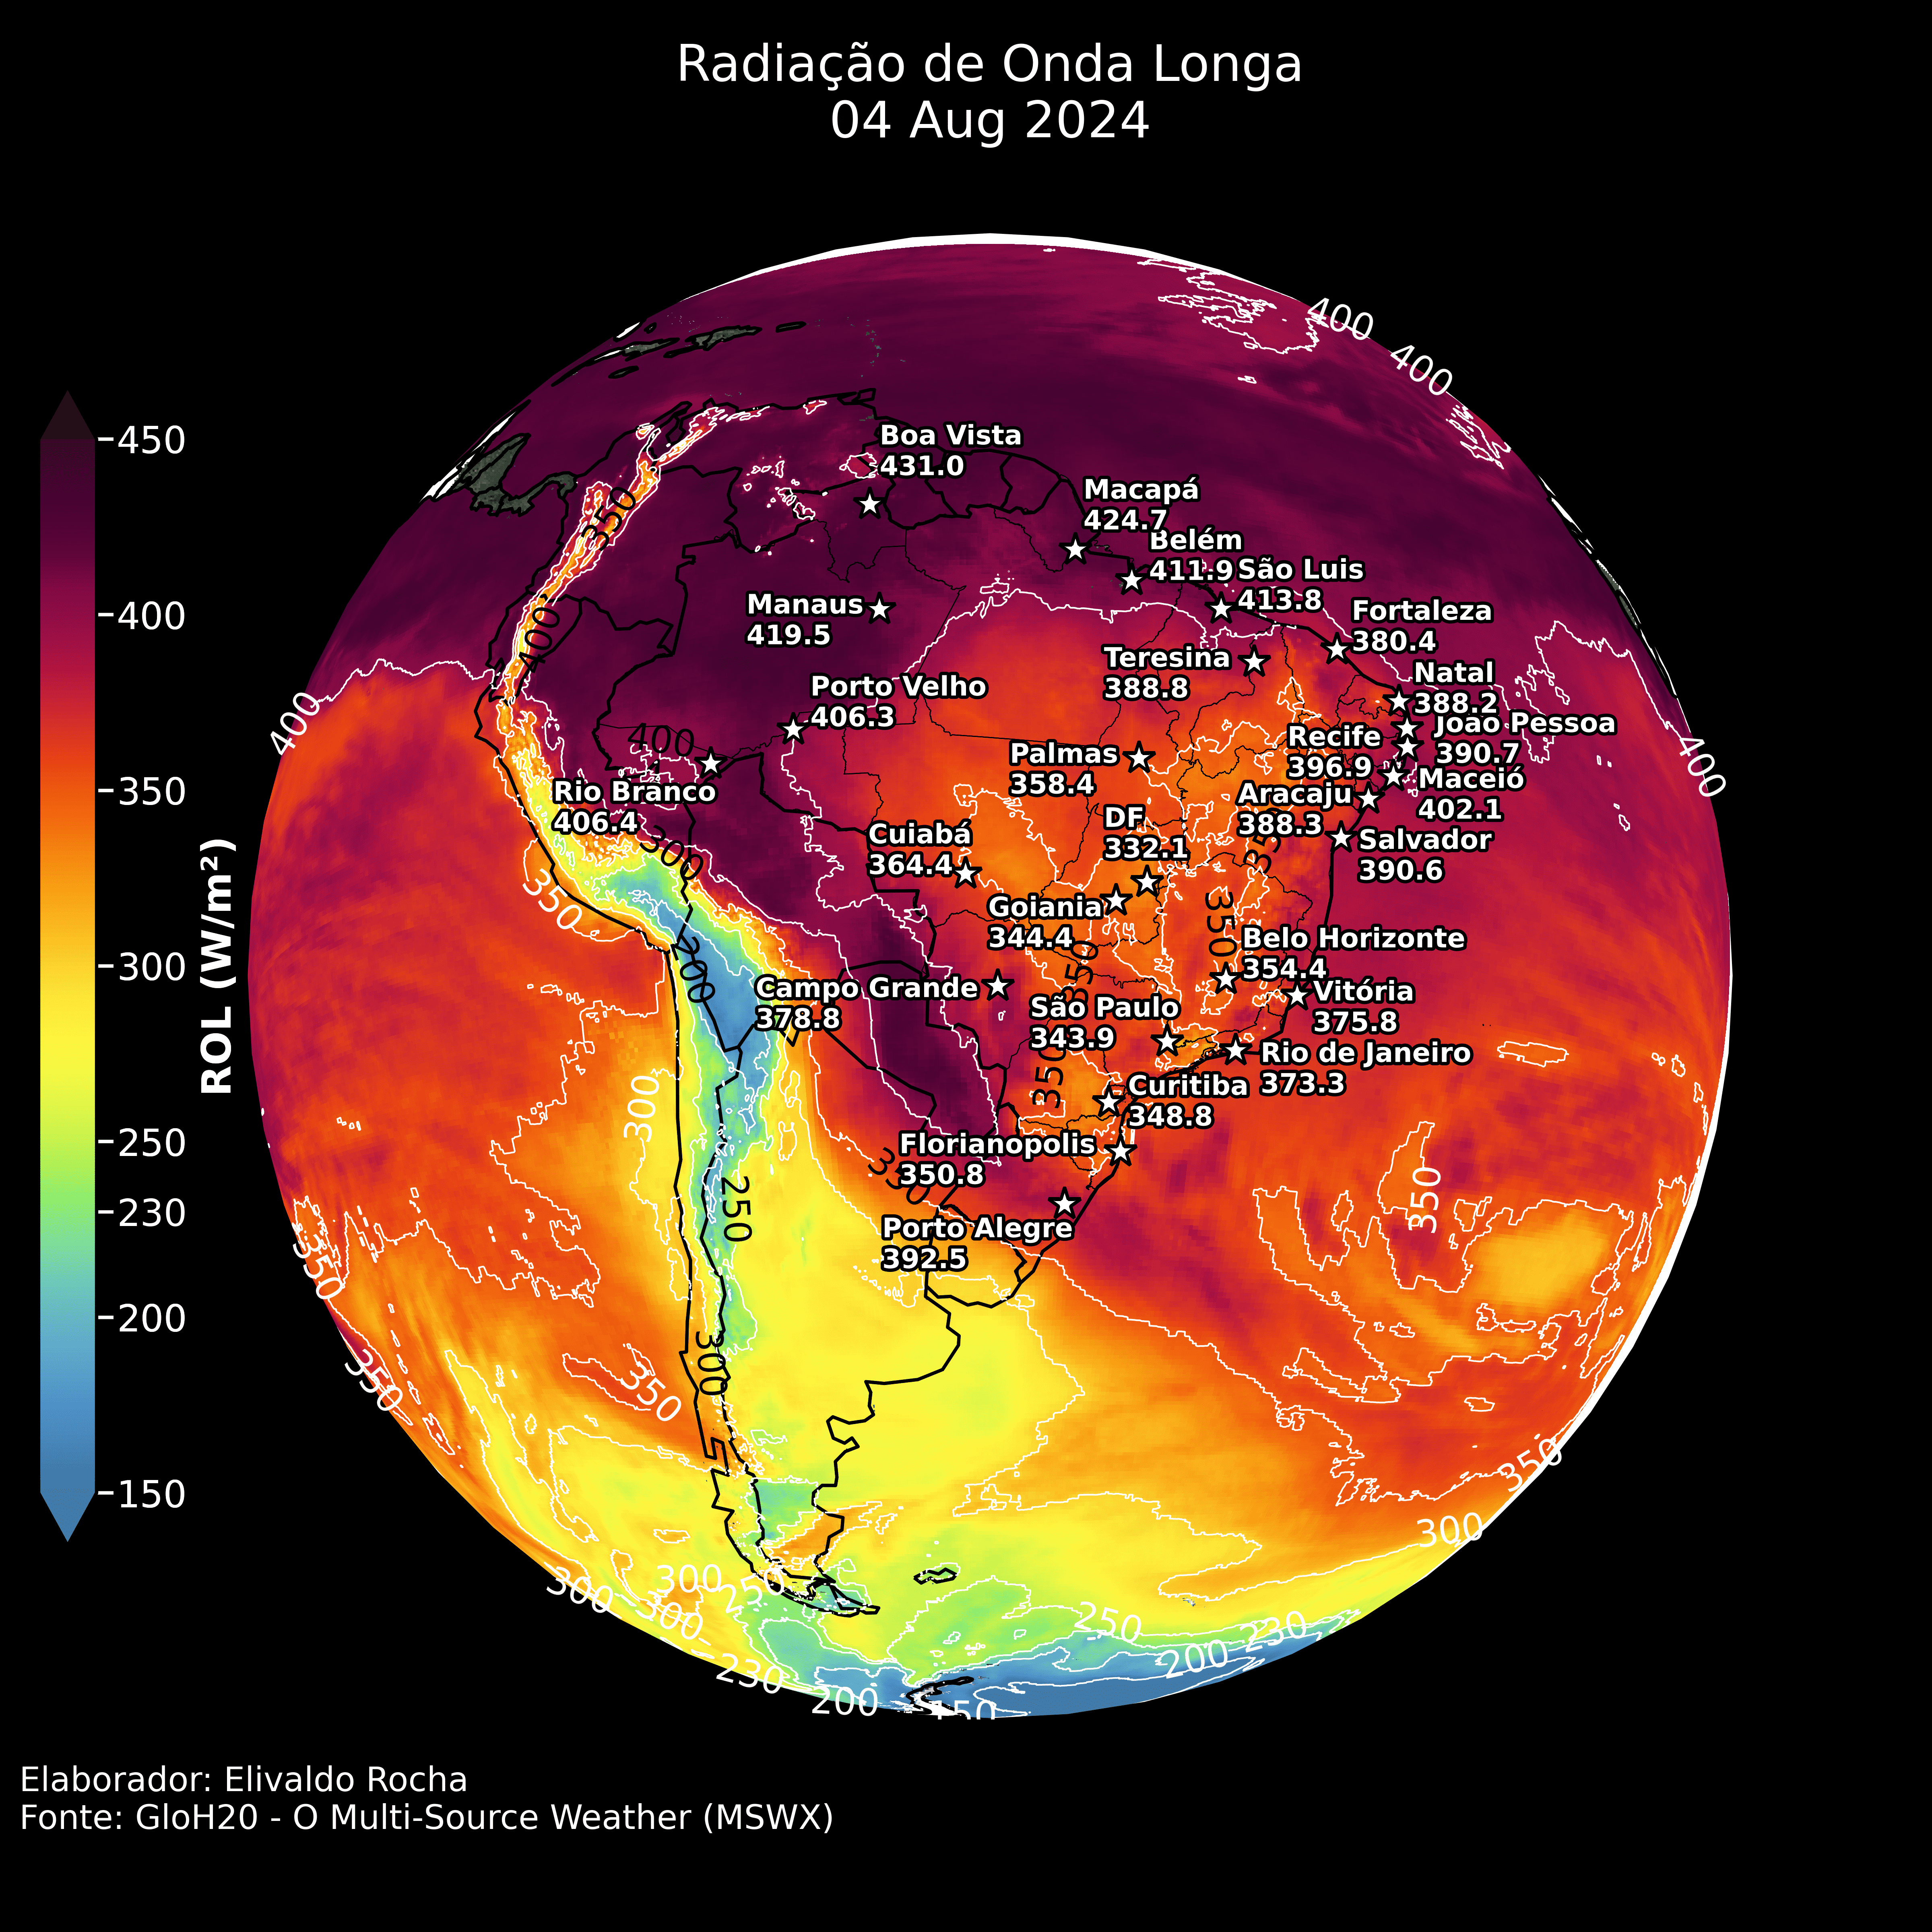 Radiação de Onda Longa
04 Aug 2024
450
400
350
300
250
230
200
150
ROL (W/m²)
400
400
Boa Vista
431.0
Macapá
424.7
Belém
411.9
São Luis
413.8
350
Manaus
419.5
Fortaleza
380.4
400
Teresina
388.8
Natal
388.2
Porto Velho
406.3
400
João Pessoa
390.7
Recife
396.9
400
400
Palmas
358.4
Maceió
402.1
Rio Branco
406.4
Aracaju
388.3
DF
332.1
Cuiabá
364.4
Salvador
390.6
300
350
350
Goiania
344.4
350
Belo Horizonte
354.4
200
350
Campo Grande
378.8
Vitória
375.8
São Paulo
343.9
Rio de Janeiro
373.3
350
300
Curitiba
348.8
Florianopolis
350.8
350
250
350
Porto Alegre
392.5
350
300
350
350
350
300
300
250
300
300
250
230
200
230
200
150
Elaborador: Elivaldo Rocha
Fonte: GloH20 - O Multi-Source Weather (MSWX)